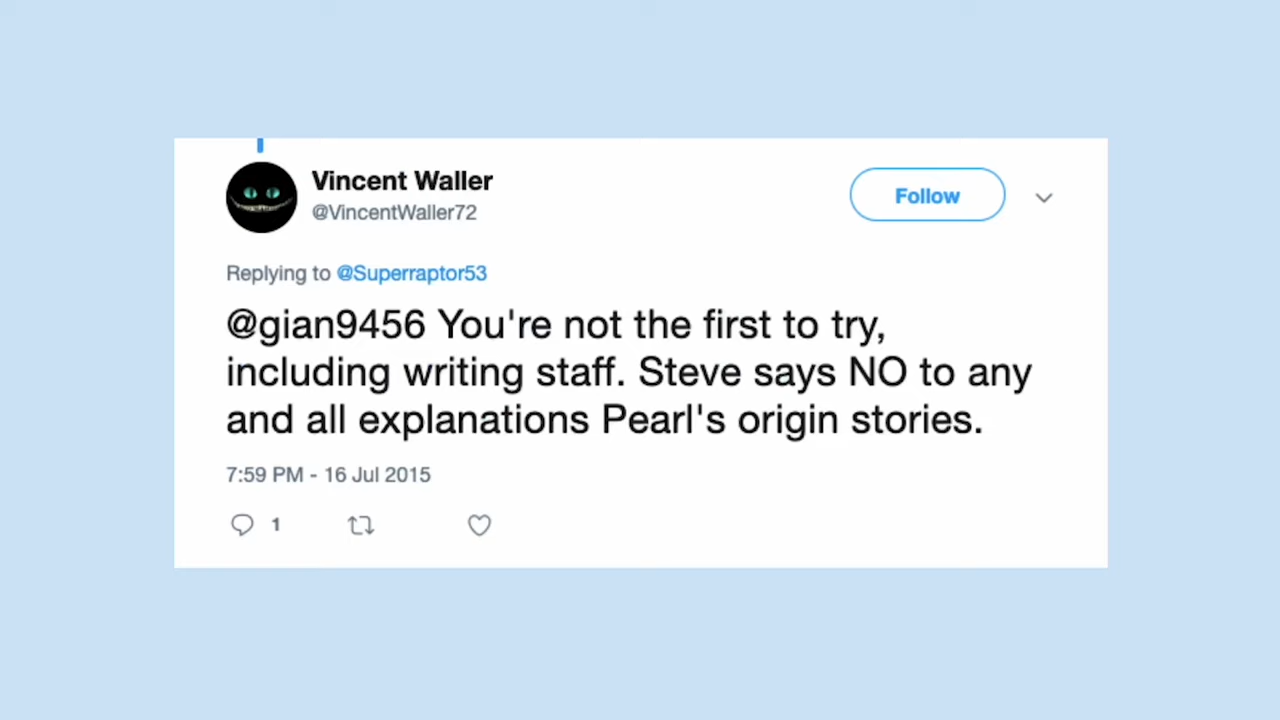 Vincent Waller
@VincentWaller72
Follow
Replying to @Superraptor53
@gian9456 You're not the first to try,
including writing staff. Steve says NO to any
and all explanations Pearl's origin stories.
7:59 PM - 16 Jul 2015
1